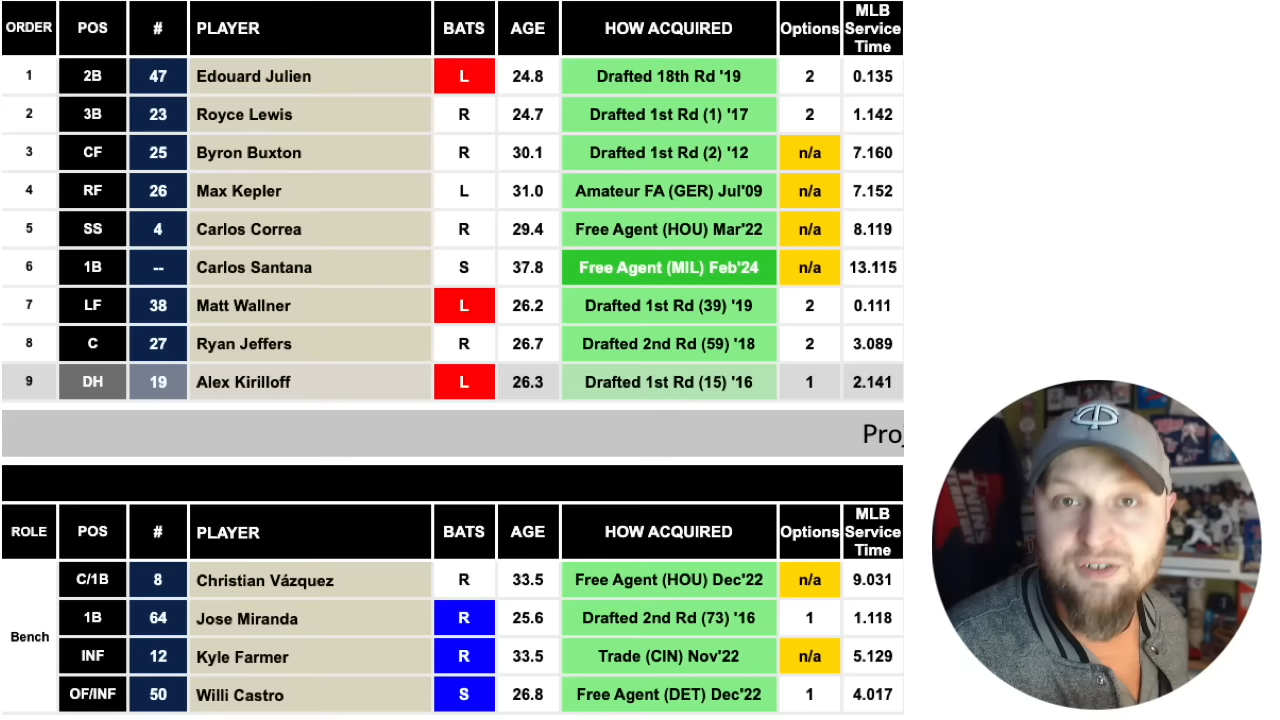 ORDER POS # PLAYER BATS AGE HOW ACQUIRED Options MLB Service Time
1 2B 47 Edouard Julien L 24.8 Drafted 18th Rd '19 2 0.135
2 3B 23 Royce Lewis R 24.7 Drafted 1st Rd (1) '17 2 1.142
3 CF 25 Byron Buxton R 30.1 Drafted 1st Rd (2) '12 n/a 7.160
4 RF 26 Max Kepler L 31.0 Amateur FA (GER) Jul'09 n/a 7.152
5 SS 4 Carlos Correa R 29.4 Free Agent (HOU) Mar'22 n/a 8.119
6 1B -- Carlos Santana S 37.8 Free Agent (MIL) Feb'24 n/a 13.115
7 LF 38 Matt Wallner L 26.2 Drafted 1st Rd (39) '19 2 0.111
8 C 27 Ryan Jeffers R 26.7 Drafted 2nd Rd (59) '18 2 3.089
9 DH 19 Alex Kirilloff L 26.3 Drafted 1st Rd (15) '16 1 2.141
Proj
ROLE POS # PLAYER BATS AGE HOW ACQUIRED Options MLB Service Time
Bench
C/1B 8 Christian Vázquez R 33.5 Free Agent (HOU) Dec'22 n/a 9.031
1B 64 Jose Miranda R 25.6 Drafted 2nd Rd (73) '16 1 1.118
INF 12 Kyle Farmer R 33.5 Trade (CIN) Nov'22 n/a 5.129
OF/INF 50 Willi Castro S 26.8 Free Agent (DET) Dec'22 1 4.017
TWINS